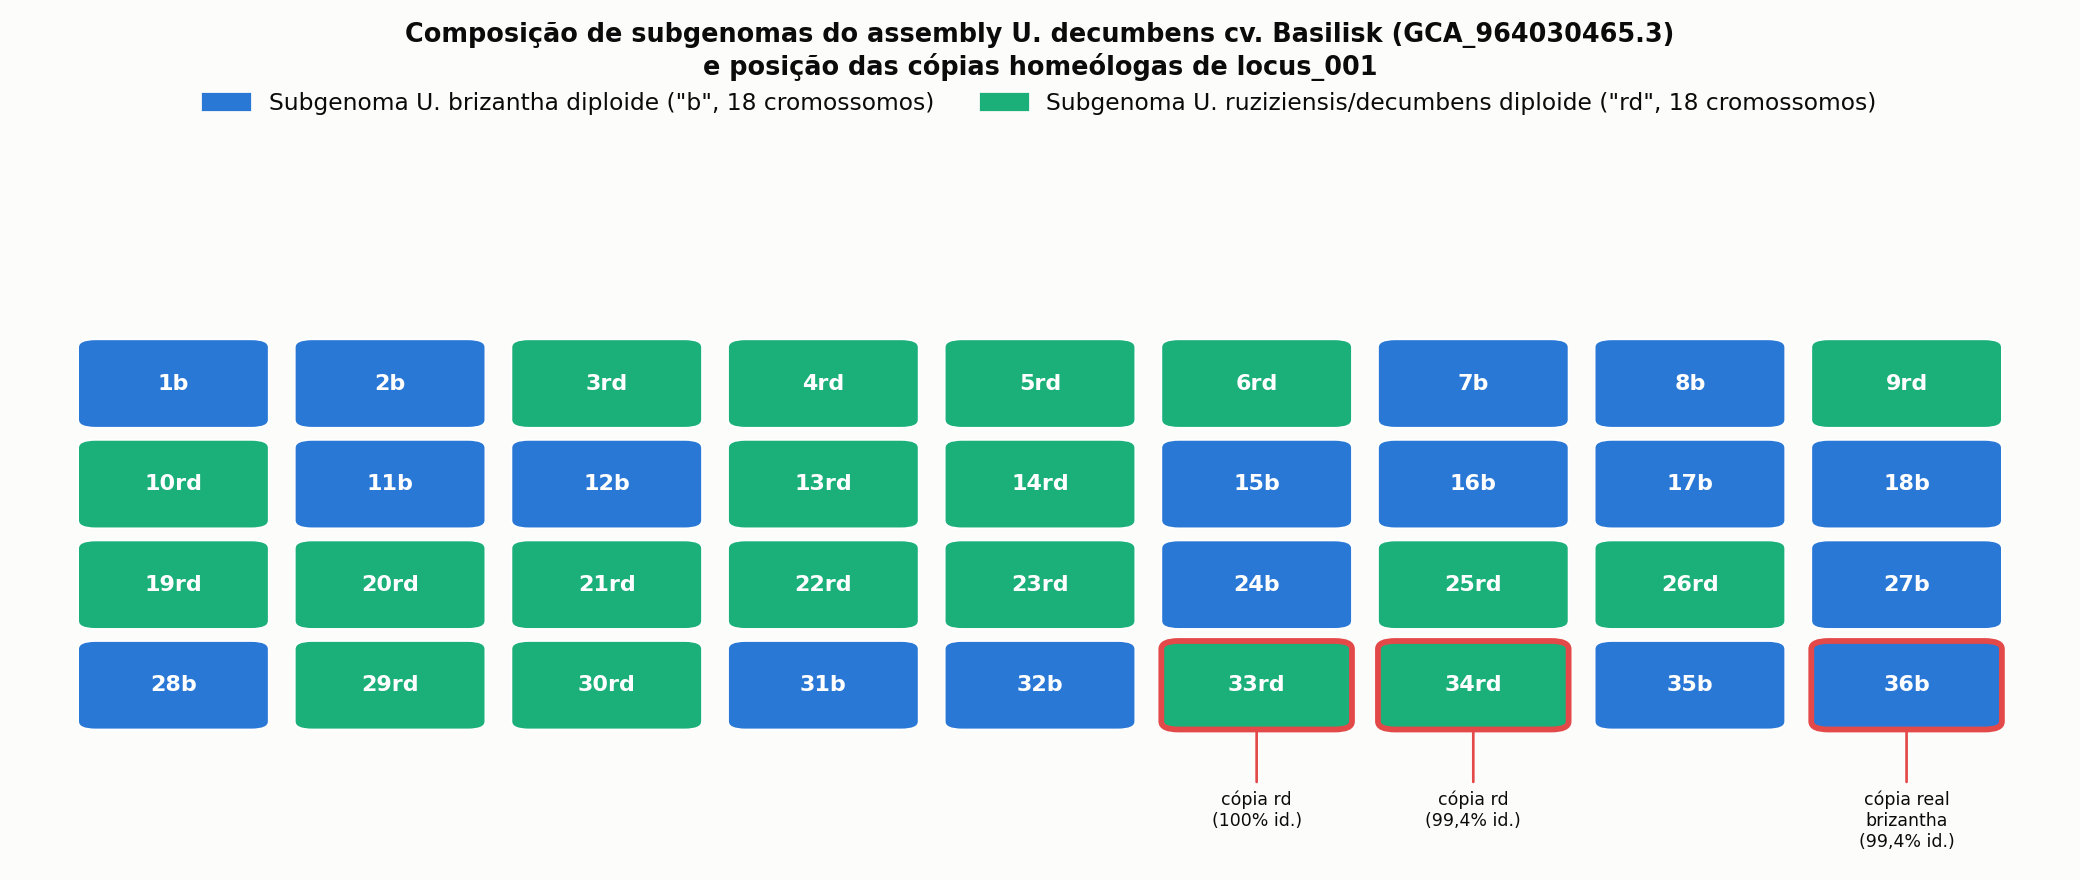 Composição de subgenomas do assembly U. decumbens cv. Basilisk (GCA_964030465.3)
e posição das cópias homeólogas de locus_001
Subgenoma U. brizantha diploide ("b", 18 cromossomos)
Subgenoma U. ruziziensis/decumbens diploide ("rd", 18 cromossomos)
1b
2b
3rd
4rd
5rd
6rd
7b
8b
9rd
10rd
11b
12b
13rd
14rd
15b
16b
17b
18b
19rd
20rd
21rd
22rd
23rd
24b
25rd
26rd
27b
28b
29rd
30rd
31b
32b
33rd
34rd
35b
36b
cópia rd
(100% id.)
cópia rd
(99,4% id.)
cópia real
brizantha
(99,4% id.)